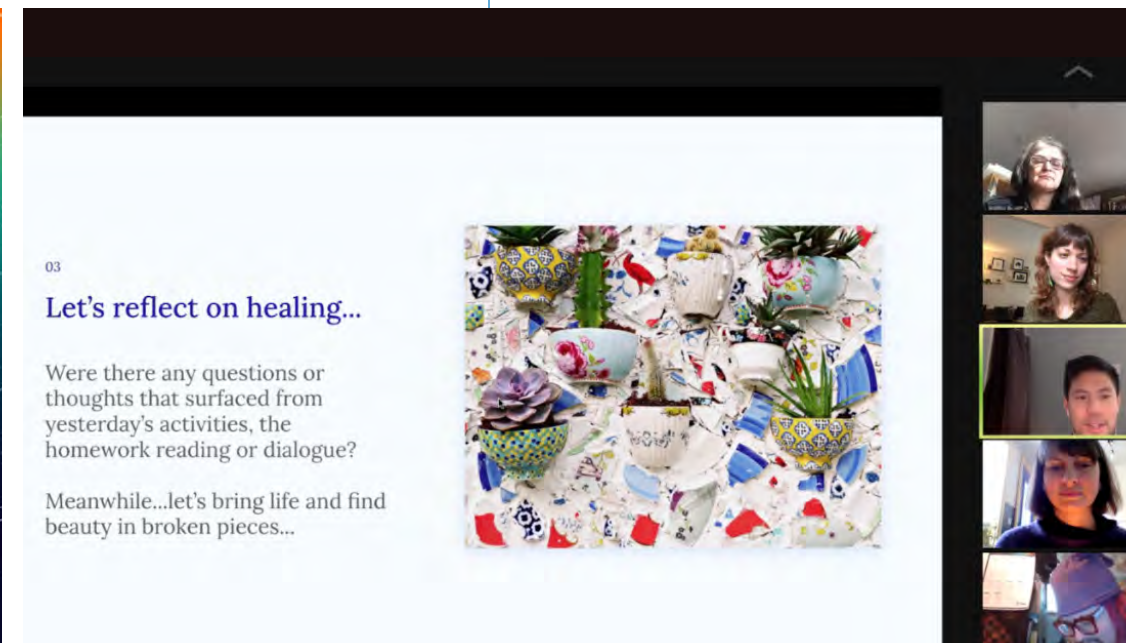 03
Let’s reflect on healing...
Were there any questions or
thoughts that surfaced from
yesterday’s activities, the
homework reading or dialogue?
Meanwhile...let’s bring life and find
beauty in broken pieces...